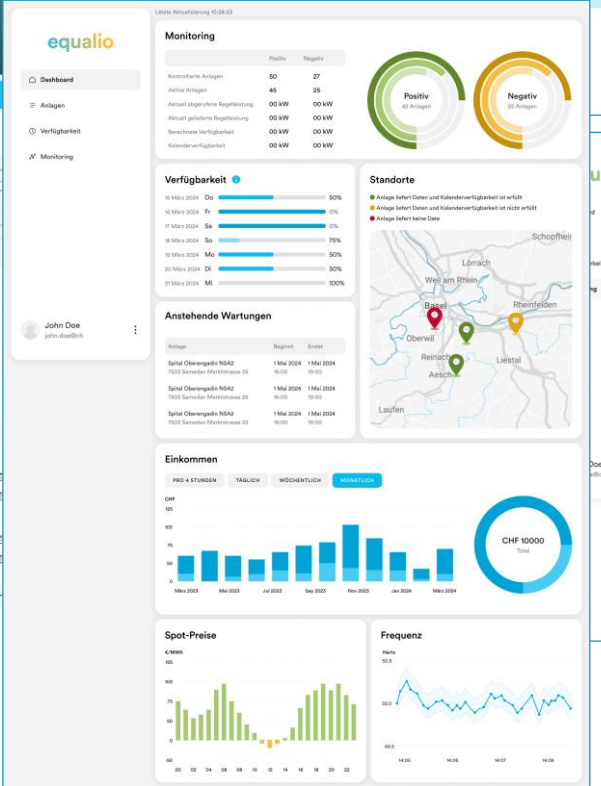 Letzte Aktualisierung 10:24:53
equalio
Dashboard
Anlagen
Verfügbarkeit
Monitoring
John Doe
john.doe@ch
Monitoring
Positiv Negativ
Kontrollierte Anlagen 50 27
Aktive Anlagen 45 25
Aktuell abgerufene Regelleistung 00 kW 00 kW
Aktuell gelieferte Regelleistung 00 kW 00 kW
Berechnete Verfügbarkeit 00 kW 00 kW
Kalenderverfügbarkeit 00 kW 00 kW
Positiv
45 Anlagen
Negativ
25 Anlagen
Verfügbarkeit
15 März 2024 Do 50%
16 März 2024 Fr 0%
17 März 2024 Sa 0%
18 März 2024 So 75%
19 März 2024 Mo 50%
20 März 2024 Di 50%
21 März 2024 Mi 100%
Standorte
Anlage liefert Daten und Kalenderverfügbarkeit ist erfüllt
Anlage liefert Daten und Kalenderverfügbarkeit ist nicht erfüllt
Anlage liefert keine Date
Schopfheim
Lörrach
Weil am Rhein
Basel
Rheinfelden
Oberwil
Reinach
Liestal
Aesch
Laufen
Anstehende Wartungen
Anlage Beginnt Endet
Spital Oberengadin NSA2 1 Mai 2024 1 Mai 2024
7503 Samedan Marktstrasse 25 16:00 19:00
Spital Oberengadin NSA2 1 Mai 2024 1 Mai 2024
7503 Samedan Marktstrasse 25 16:00 19:00
Spital Oberengadin NSA2 1 Mai 2024 1 Mai 2024
7503 Samedan Marktstrasse 25 16:00 19:00
Einkommen
PRO 4 STUNDEN TÄGLICH WÖCHENTLICH MONATLICH
CHF
125
100
75
50
0
März 2023 Mai 2023 Jul 2023 Sep 2023 Nov 2023 Jan 2024 März 2024
CHF 10000
Total
Spot-Preise
€/MWh
125
100
75
50
0
-50
00 02 04 06 08 10 12 14 16 18 20 22
Frequenz
Hertz
50.5
50.0
49.5
14:05 14:06 14:07 14:08